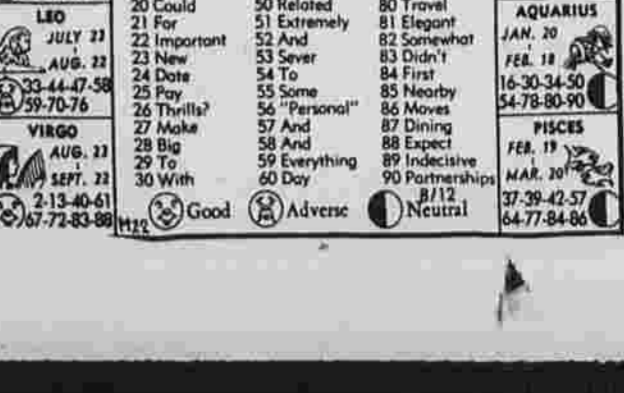 LEO
JULY 23
AUG. 22
33-44-47-58
59-70-76
VIRGO
AUG. 23
SEPT. 22
2-13-40-61
67-72-83-88
20 Could
21 For
22 Important
23 New
24 Date
25 Pay
26 Thrills?
27 Make
28 Big
29 To
30 With
50 Related
51 Extremely
52 And
53 Sever
54 To
55 Some
56 "Personal"
57 And
58 And
59 Everything
60 Day
80 Travel
81 Elegant
82 Somewhat
83 Didn't
84 First
85 Nearby
86 Moves
87 Dining
88 Expect
89 Indecisive
90 Partnerships
8/12
Good
Adverse
Neutral
AQUARIUS
JAN. 20
FEB. 18
16-30-34-50
54-78-80-90
PISCES
FEB. 19
MAR. 20
37-39-42-57
64-77-84-86